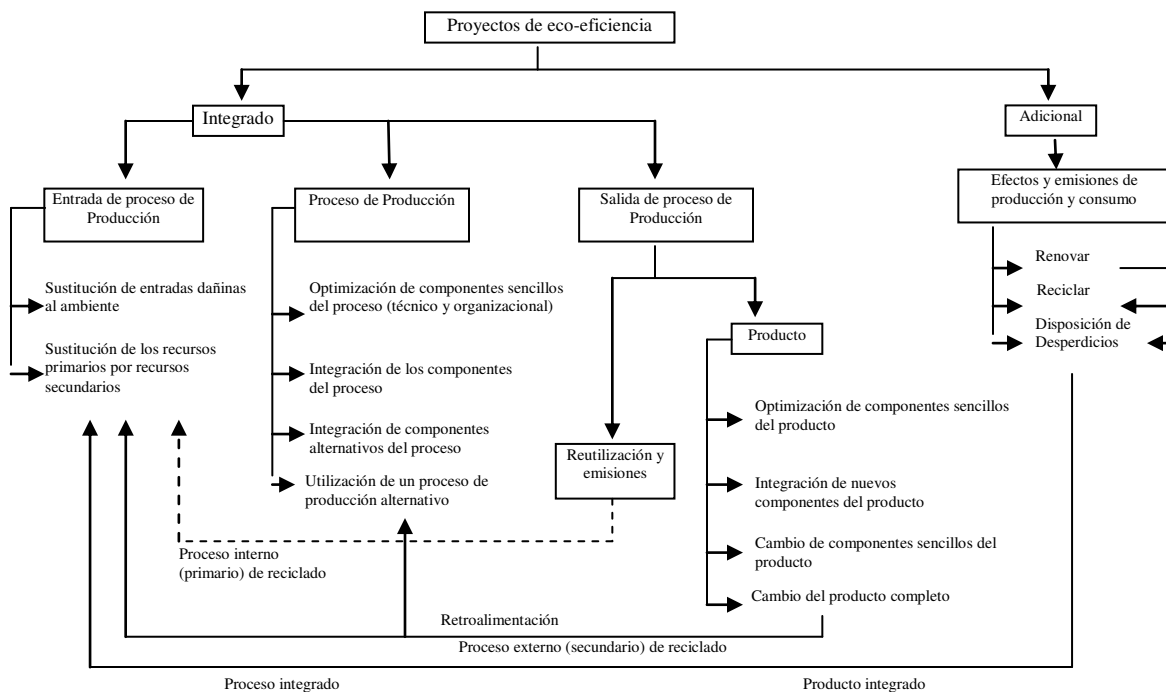 Proyectos de eco-eficiencia
Integrado
Adicional
Entrada de proceso de
Producción
Sustitución de entradas dañinas
al ambiente
Sustitución de los recursos
primarios por recursos
secundarios
Proceso de Producción
Optimización de componentes sencillos
del proceso (técnico y organizacional)
Integración de los componentes
del proceso
Integración de componentes
alternativos del proceso
Utilización de un proceso de
producción alternativo
Salida de proceso de
Producción
Reutilización y
emisiones
Producto
Optimización de componentes sencillos
del producto
Integración de nuevos
componentes del producto
Cambio de componentes sencillos del
producto
Cambio del producto completo
Efectos y emisiones de
producción y consumo
Renovar
Reciclar
Disposición de
Desperdicios
Proceso interno
(primario) de reciclado
Retroalimentación
Proceso externo (secundario) de reciclado
Proceso integrado
Producto integrado